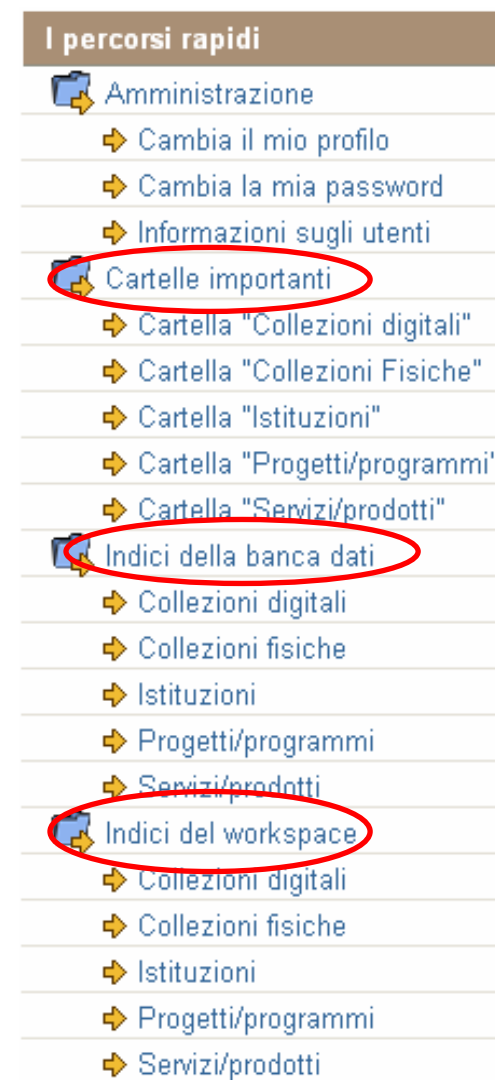 I percorsi rapidi
Amministrazione
Cambia il mio profilo
Cambia la mia password
Informazioni sugli utenti
Cartelle importanti
Cartella "Collezioni digitali"
Cartella "Collezioni Fisiche"
Cartella "Istituzioni"
Cartella "Progetti/programmi"
Cartella "Servizi/prodotti"
Indici della banca dati
Collezioni digitali
Collezioni fisiche
Istituzioni
Progetti/programmi
Servizi/prodotti
Indici del workspace
Collezioni digitali
Collezioni fisiche
Istituzioni
Progetti/programmi
Servizi/prodotti